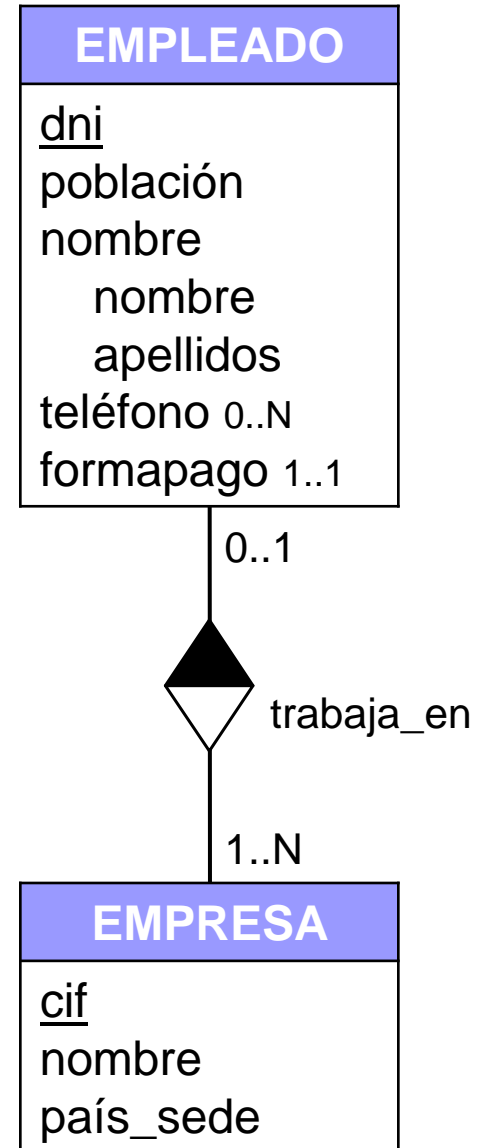 EMPLEADO
dni
población
nombre
nombre
apellidos
teléfono 0..N
formapago 1..1
0..1
trabaja_en
1..N
EMPRESA
cif
nombre
país_sede